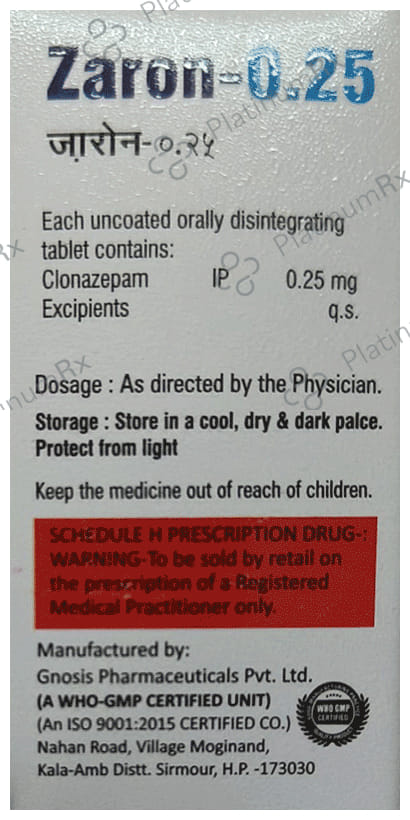 Zaron-0.25
ज़ारोन-०.२५
Each uncoated orally disintegrating
tablet contains:
Clonazepam IP 0.25 mg
Excipients q.s.
Dosage : As directed by the Physician.
Storage : Store in a cool, dry & dark palce.
Protect from light
Keep the medicine out of reach of children.
SCHEDULE H PRESCRIPTION DRUG-:
WARNING-To be sold by retail on
the prescription of a Registered
Medical Practitioner only.
Manufactured by:
Gnosis Pharmaceuticals Pvt. Ltd.
(A WHO-GMP CERTIFIED UNIT)
(An ISO 9001:2015 CERTIFIED CO.)
Nahan Road, Village Moginand,
Kala-Amb Distt. Sirmour, H.P. -173030
WHO GMP
CERTIFIED
PlatinumRx